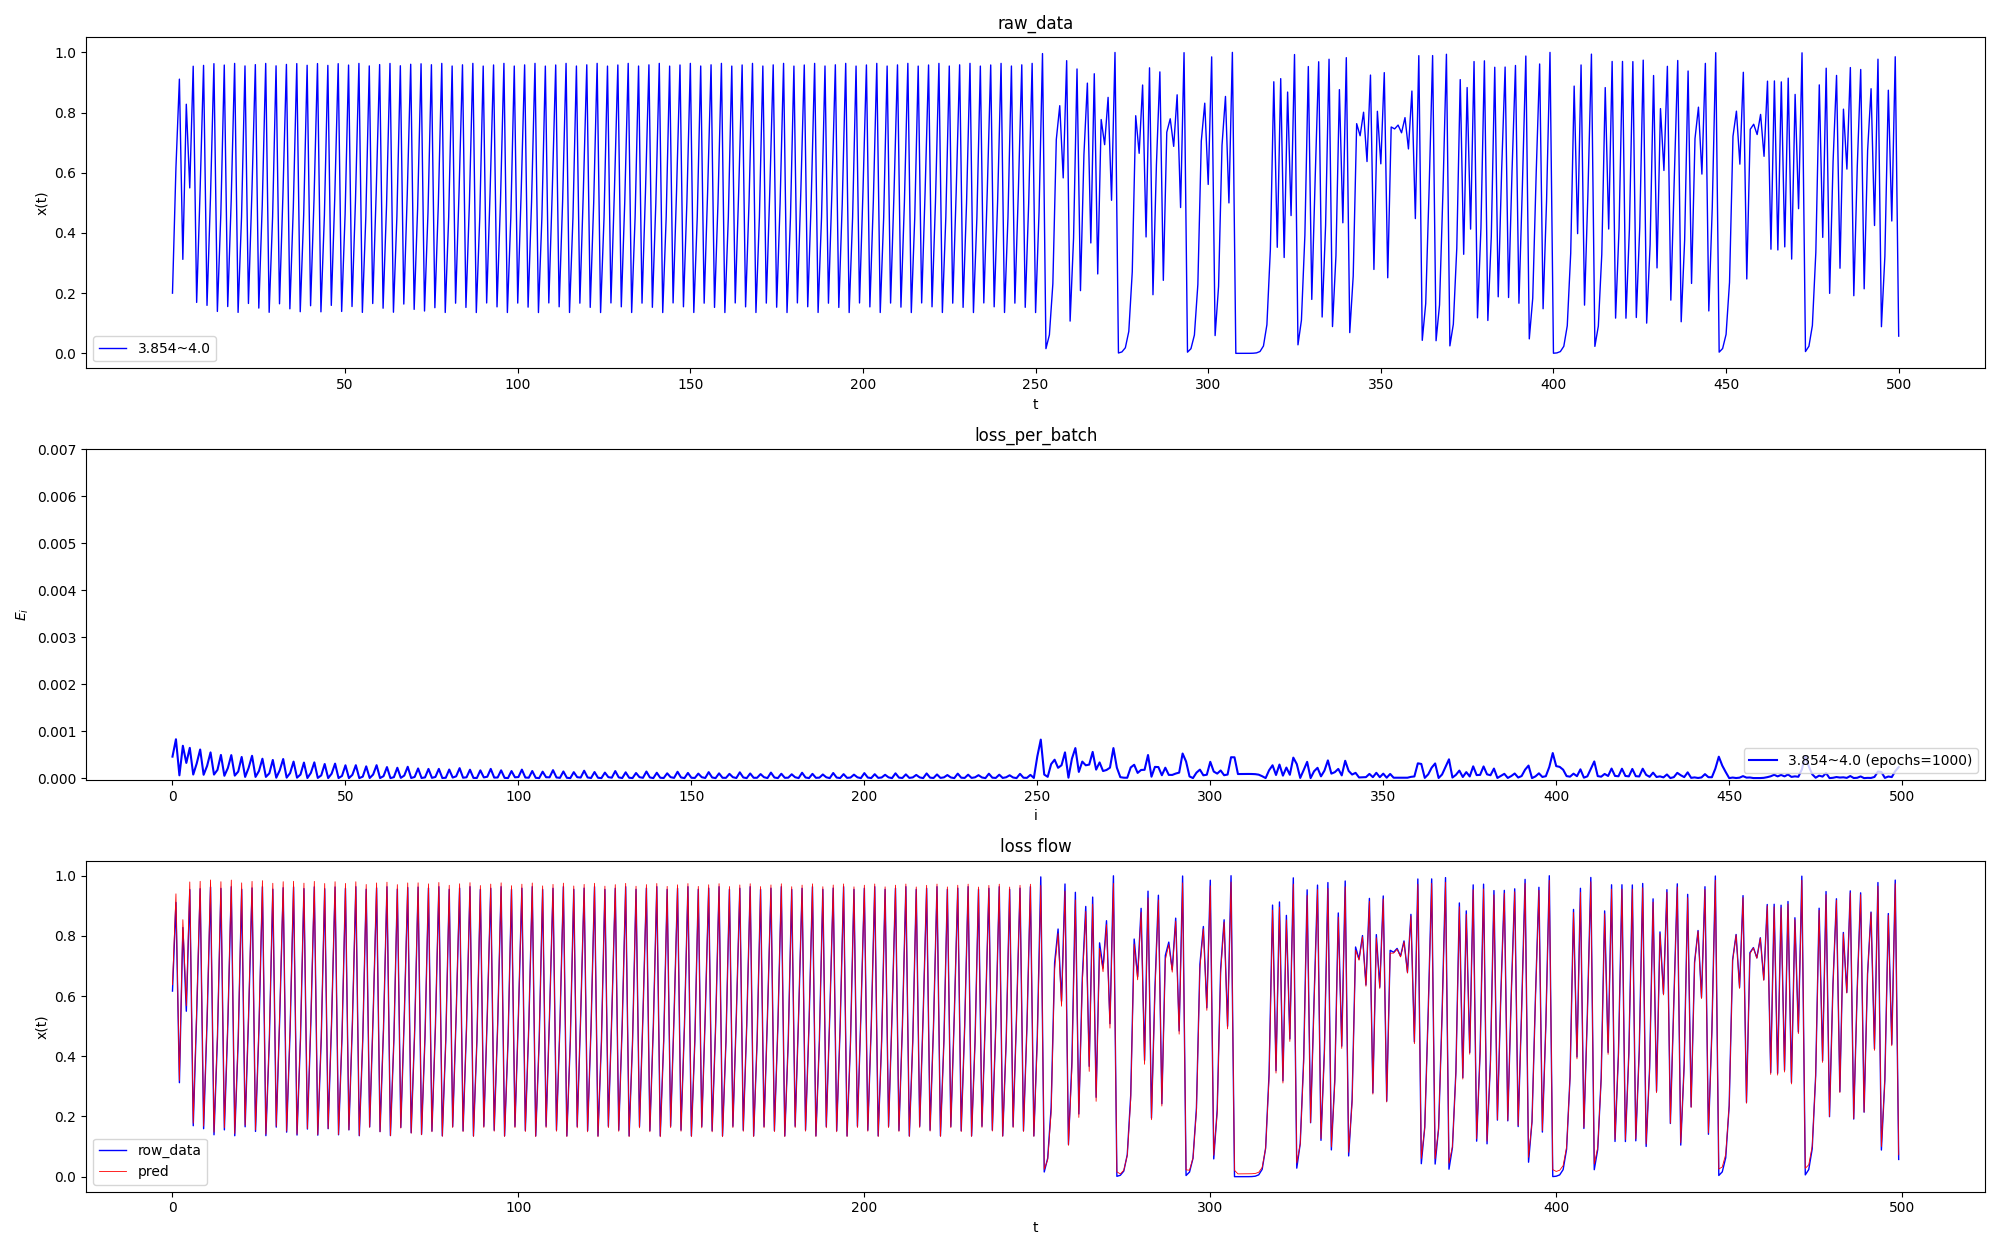 raw_data
1.0
0.8
0.6
0.4
0.2
0.0
x(t)
3.854~4.0
50 100 150 200 250 300 350 400 450 500
t
loss_per_batch
0.007
0.006
0.005
0.004
0.003
0.002
0.001
0.000
E_i
3.854~4.0 (epochs=1000)
0 50 100 150 200 250 300 350 400 450 500
i
loss flow
1.0
0.8
0.6
0.4
0.2
0.0
x(t)
row_data
pred
0 100 200 300 400 500
t